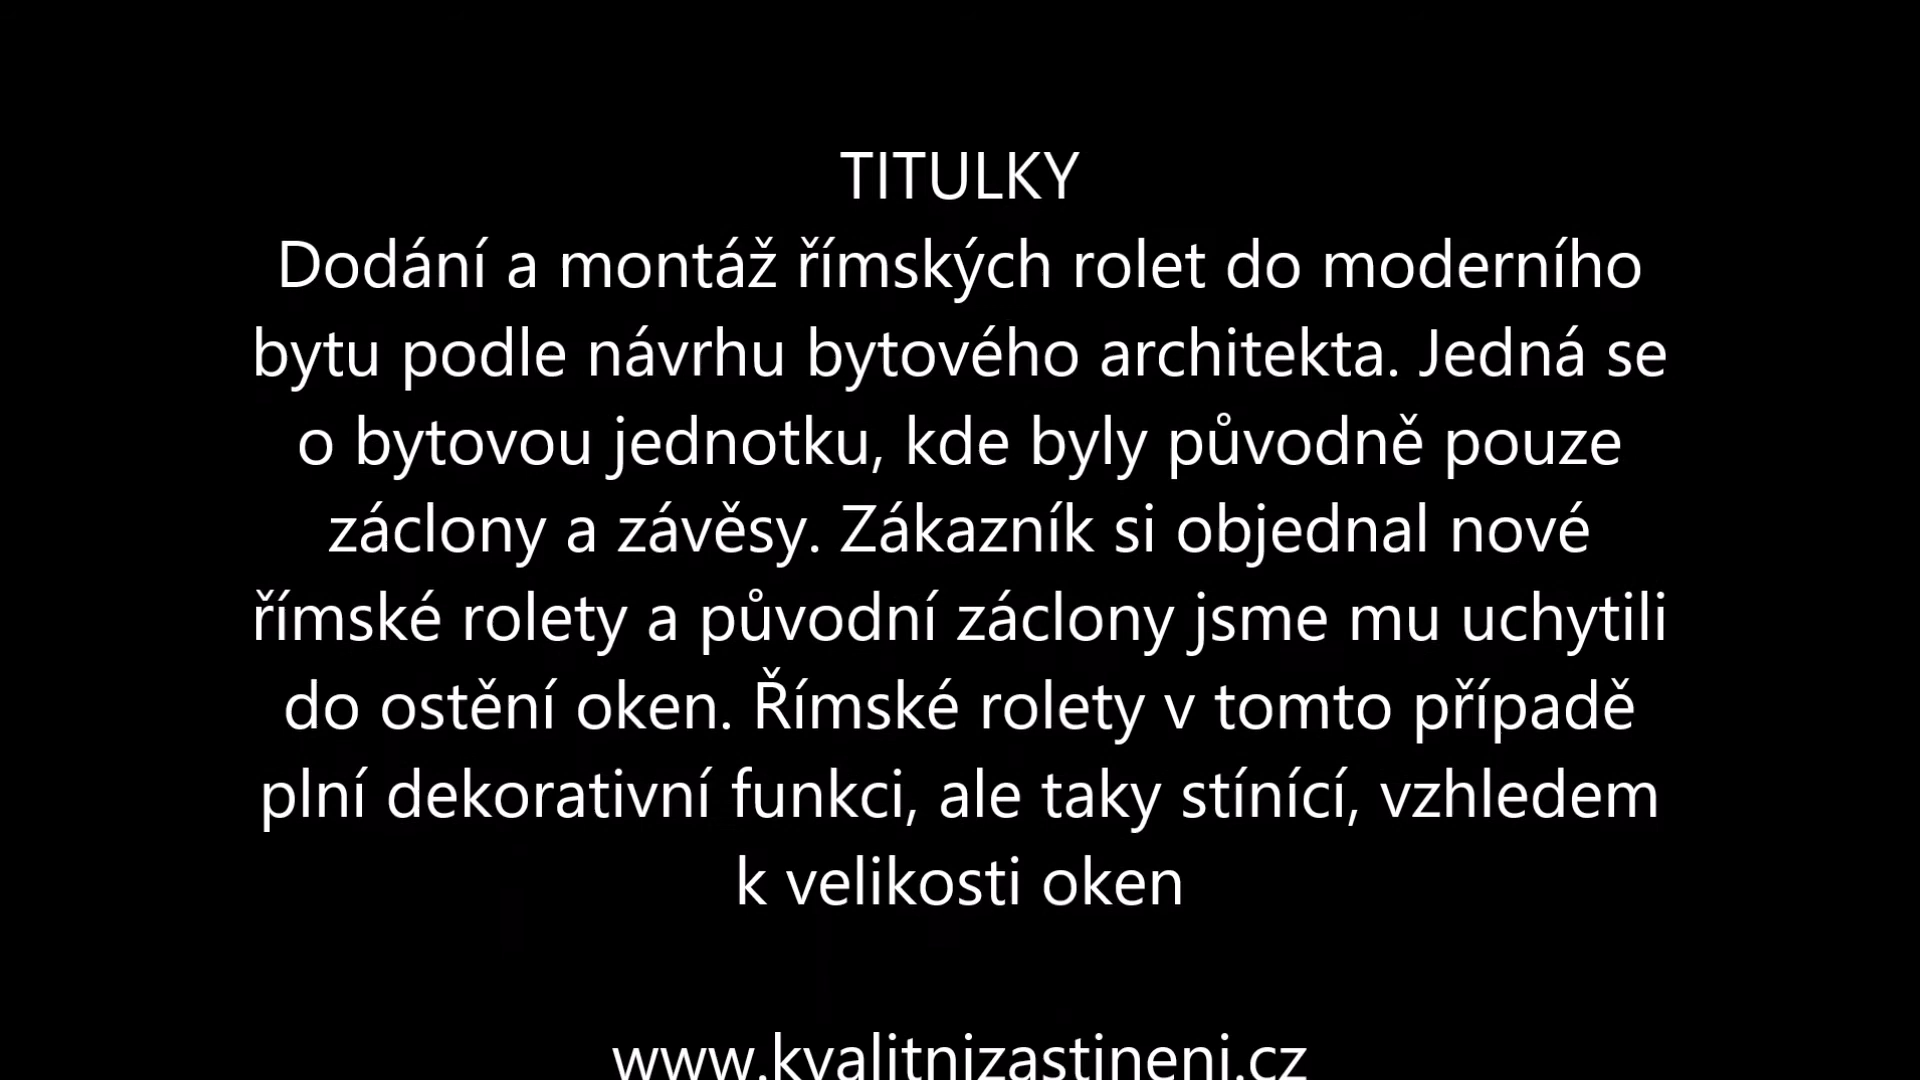 TITULKY
Dodání a montáž římských rolet do moderního
bytu podle návrhu bytového architekta. Jedná se
o bytovou jednotku, kde byly původně pouze
záclony a závěsy. Zákazník si objednal nové
římské rolety a původní záclony jsme mu uchytili
do ostění oken. Římské rolety v tomto případě
plní dekorativní funkci, ale taky stínící, vzhledem
k velikosti oken
www.kvalitnizastineni.cz